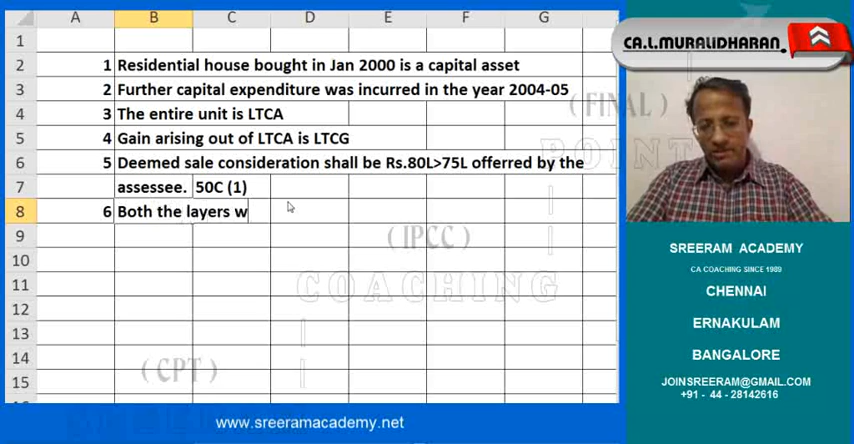 A B C D E F G
1
2 1 Residential house bought in Jan 2000 is a capital asset
3 2 Further capital expenditure was incurred in the year 2004-05
4 3 The entire unit is LTCA
5 4 Gain arising out of LTCA is LTCG
6 5 Deemed sale consideration shall be Rs.80L>75L offerred by the
7 assessee. 50C (1)
8 6 Both the layers w
9
10
11
12
13
14
15
(FINAL)
POINT
(IPCC)
COACHING
(CPT)
CA.L.MURALIDHARAN.
SREERAM ACADEMY
CA COACHING SINCE 1989
CHENNAI
ERNAKULAM
BANGALORE
JOINSREERAM@GMAIL.COM
+91 - 44 - 28142616
www.sreeramacademy.net